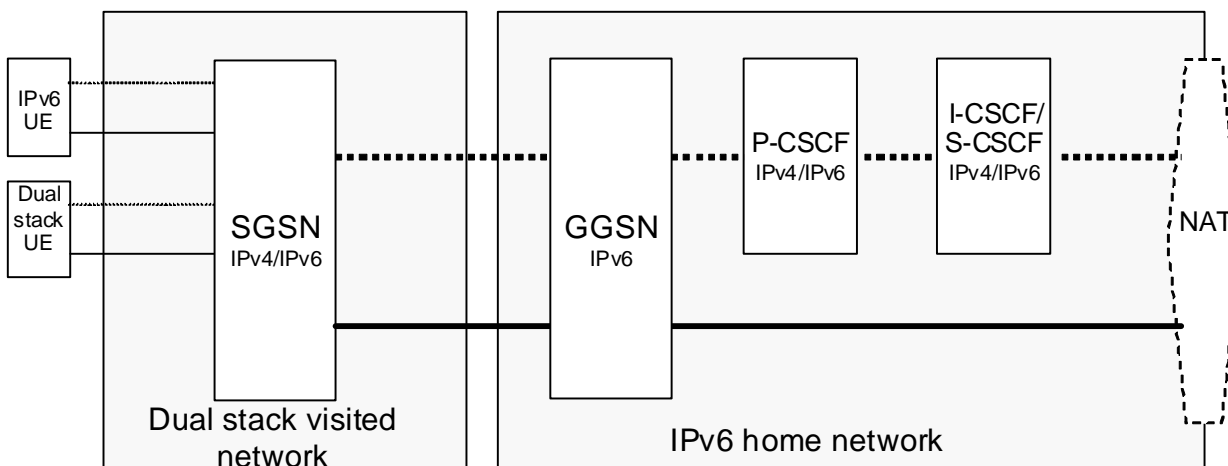 IPv6
UE
Dual
stack
UE
SGSN
IPv4/IPv6
Dual stack visited
network
GGSN
IPv6
P-CSCF
IPv4/IPv6
I-CSCF/
S-CSCF
IPv4/IPv6
NAT
IPv6 home network